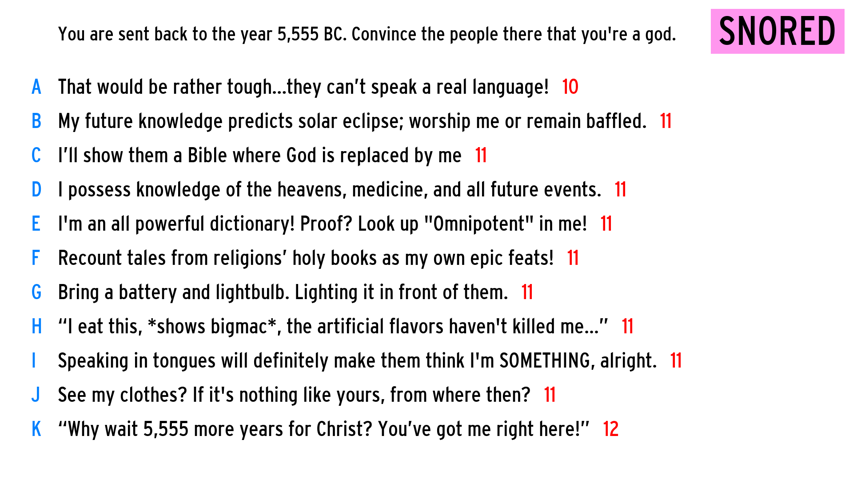 You are sent back to the year 5,555 BC. Convince the people there that you're a god.
SNORED
A That would be rather tough...they can’t speak a real language! 10
B My future knowledge predicts solar eclipse; worship me or remain baffled. 11
C I’ll show them a Bible where God is replaced by me 11
D I possess knowledge of the heavens, medicine, and all future events. 11
E I'm an all powerful dictionary! Proof? Look up "Omnipotent" in me! 11
F Recount tales from religions’ holy books as my own epic feats! 11
G Bring a battery and lightbulb. Lighting it in front of them. 11
H “I eat this, *shows bigmac*, the artificial flavors haven't killed me...” 11
I Speaking in tongues will definitely make them think I'm SOMETHING, alright. 11
J See my clothes? If it's nothing like yours, from where then? 11
K “Why wait 5,555 more years for Christ? You’ve got me right here!” 12